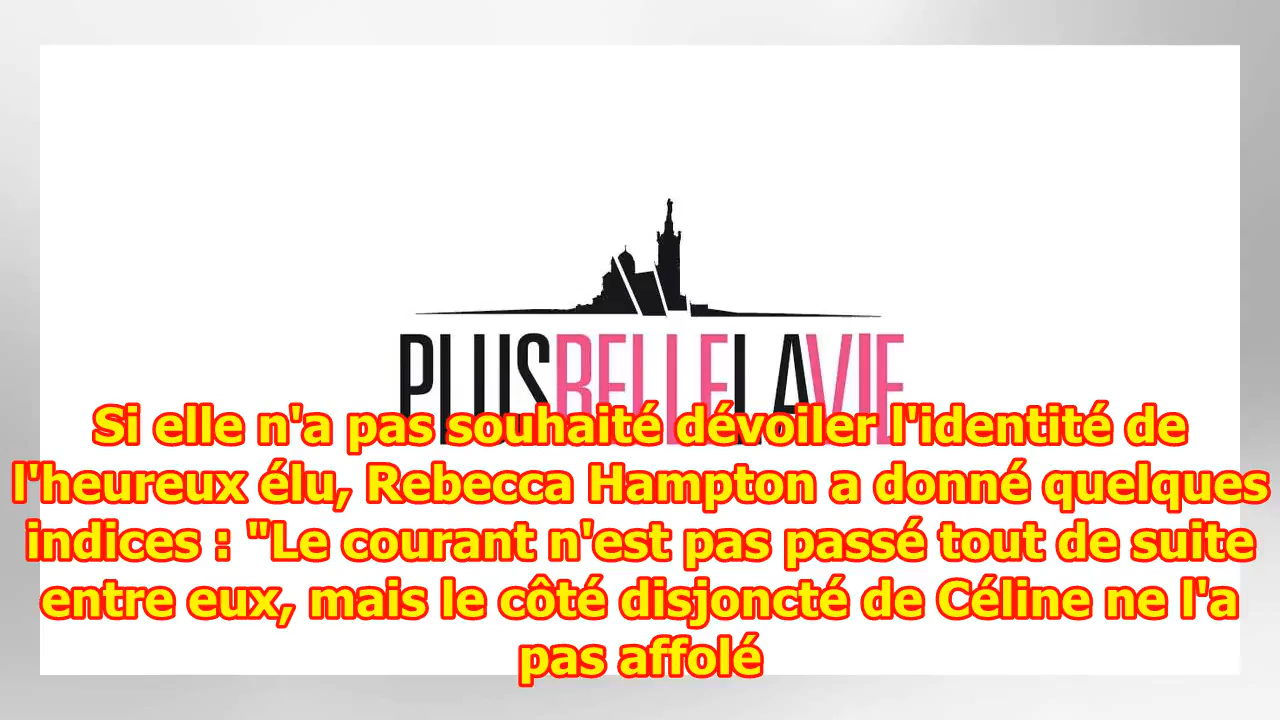 PLUSBELLELAVIE
Si elle n'a pas souhaité dévoiler l'identité de
l'heureux élu, Rebecca Hampton a donné quelques
indices : "Le courant n'est pas passé tout de suite
entre eux, mais le côté disjoncté de Céline ne l'a
pas affolé